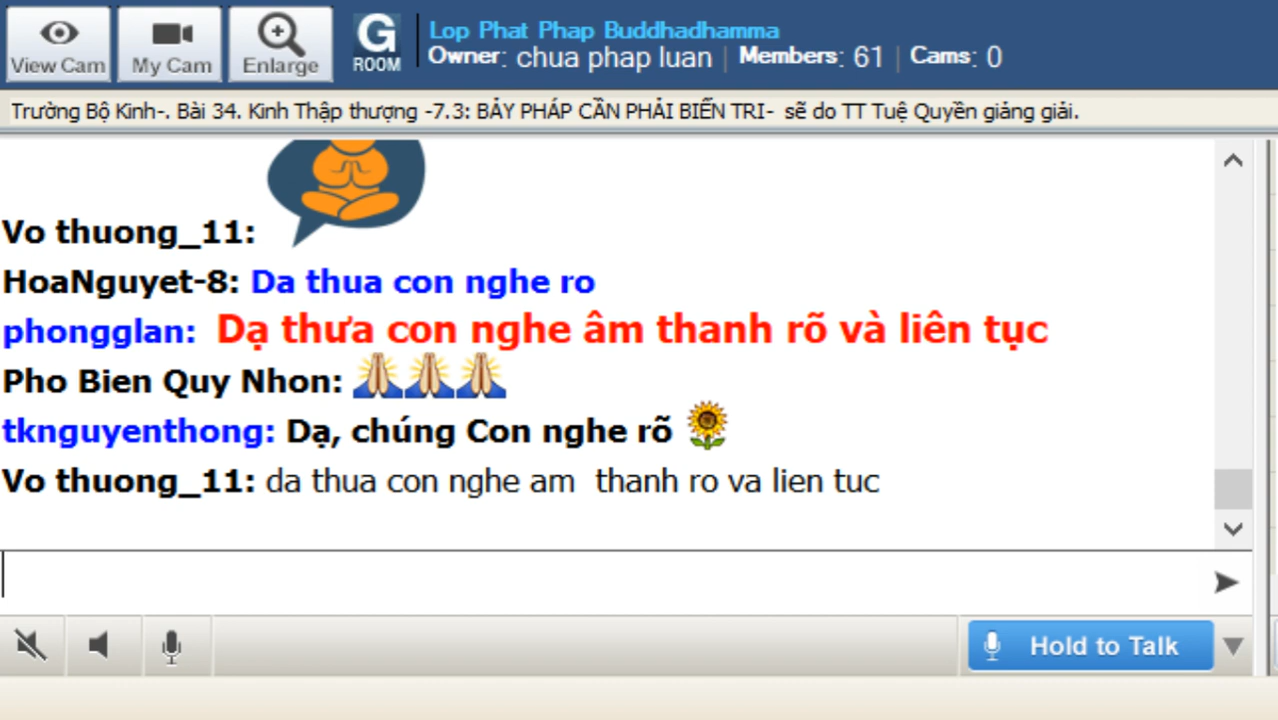 View Cam
My Cam
Enlarge
G ROOM
Lop Phat Phap Buddhadhamma
Owner: chua phap luan | Members: 61 | Cams: 0
Trường Bộ Kinh-. Bài 34. Kinh Thập thượng -7.3: BẢY PHÁP CẦN PHẢI BIẾN TRI- sẽ do TT Tuệ Quyền giảng giải.
Vo thuong_11:
HoaNguyet-8: Da thua con nghe ro
phongglan: Dạ thưa con nghe âm thanh rõ và liên tục
Pho Bien Quy Nhon: 🙏🙏🙏
tknguyenthong: Dạ, chúng Con nghe rõ 🌻
Vo thuong_11: da thua con nghe am thanh ro va lien tuc
Hold to Talk